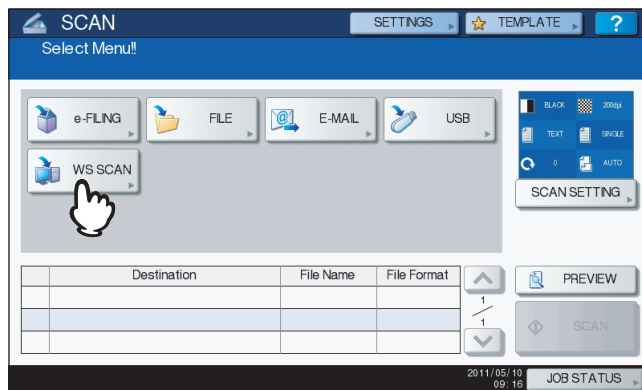 SCAN
SETTINGS
TEMPLATE
?
Select Menu!!
e-FILING
FILE
E-MAIL
USB
WS SCAN
BLACK
200dpi
TEXT
SINGLE
0
AUTO
SCAN SETTING
Destination
File Name
File Format
1
1
PREVIEW
SCAN
2011/05/10
09:16
JOB STATUS